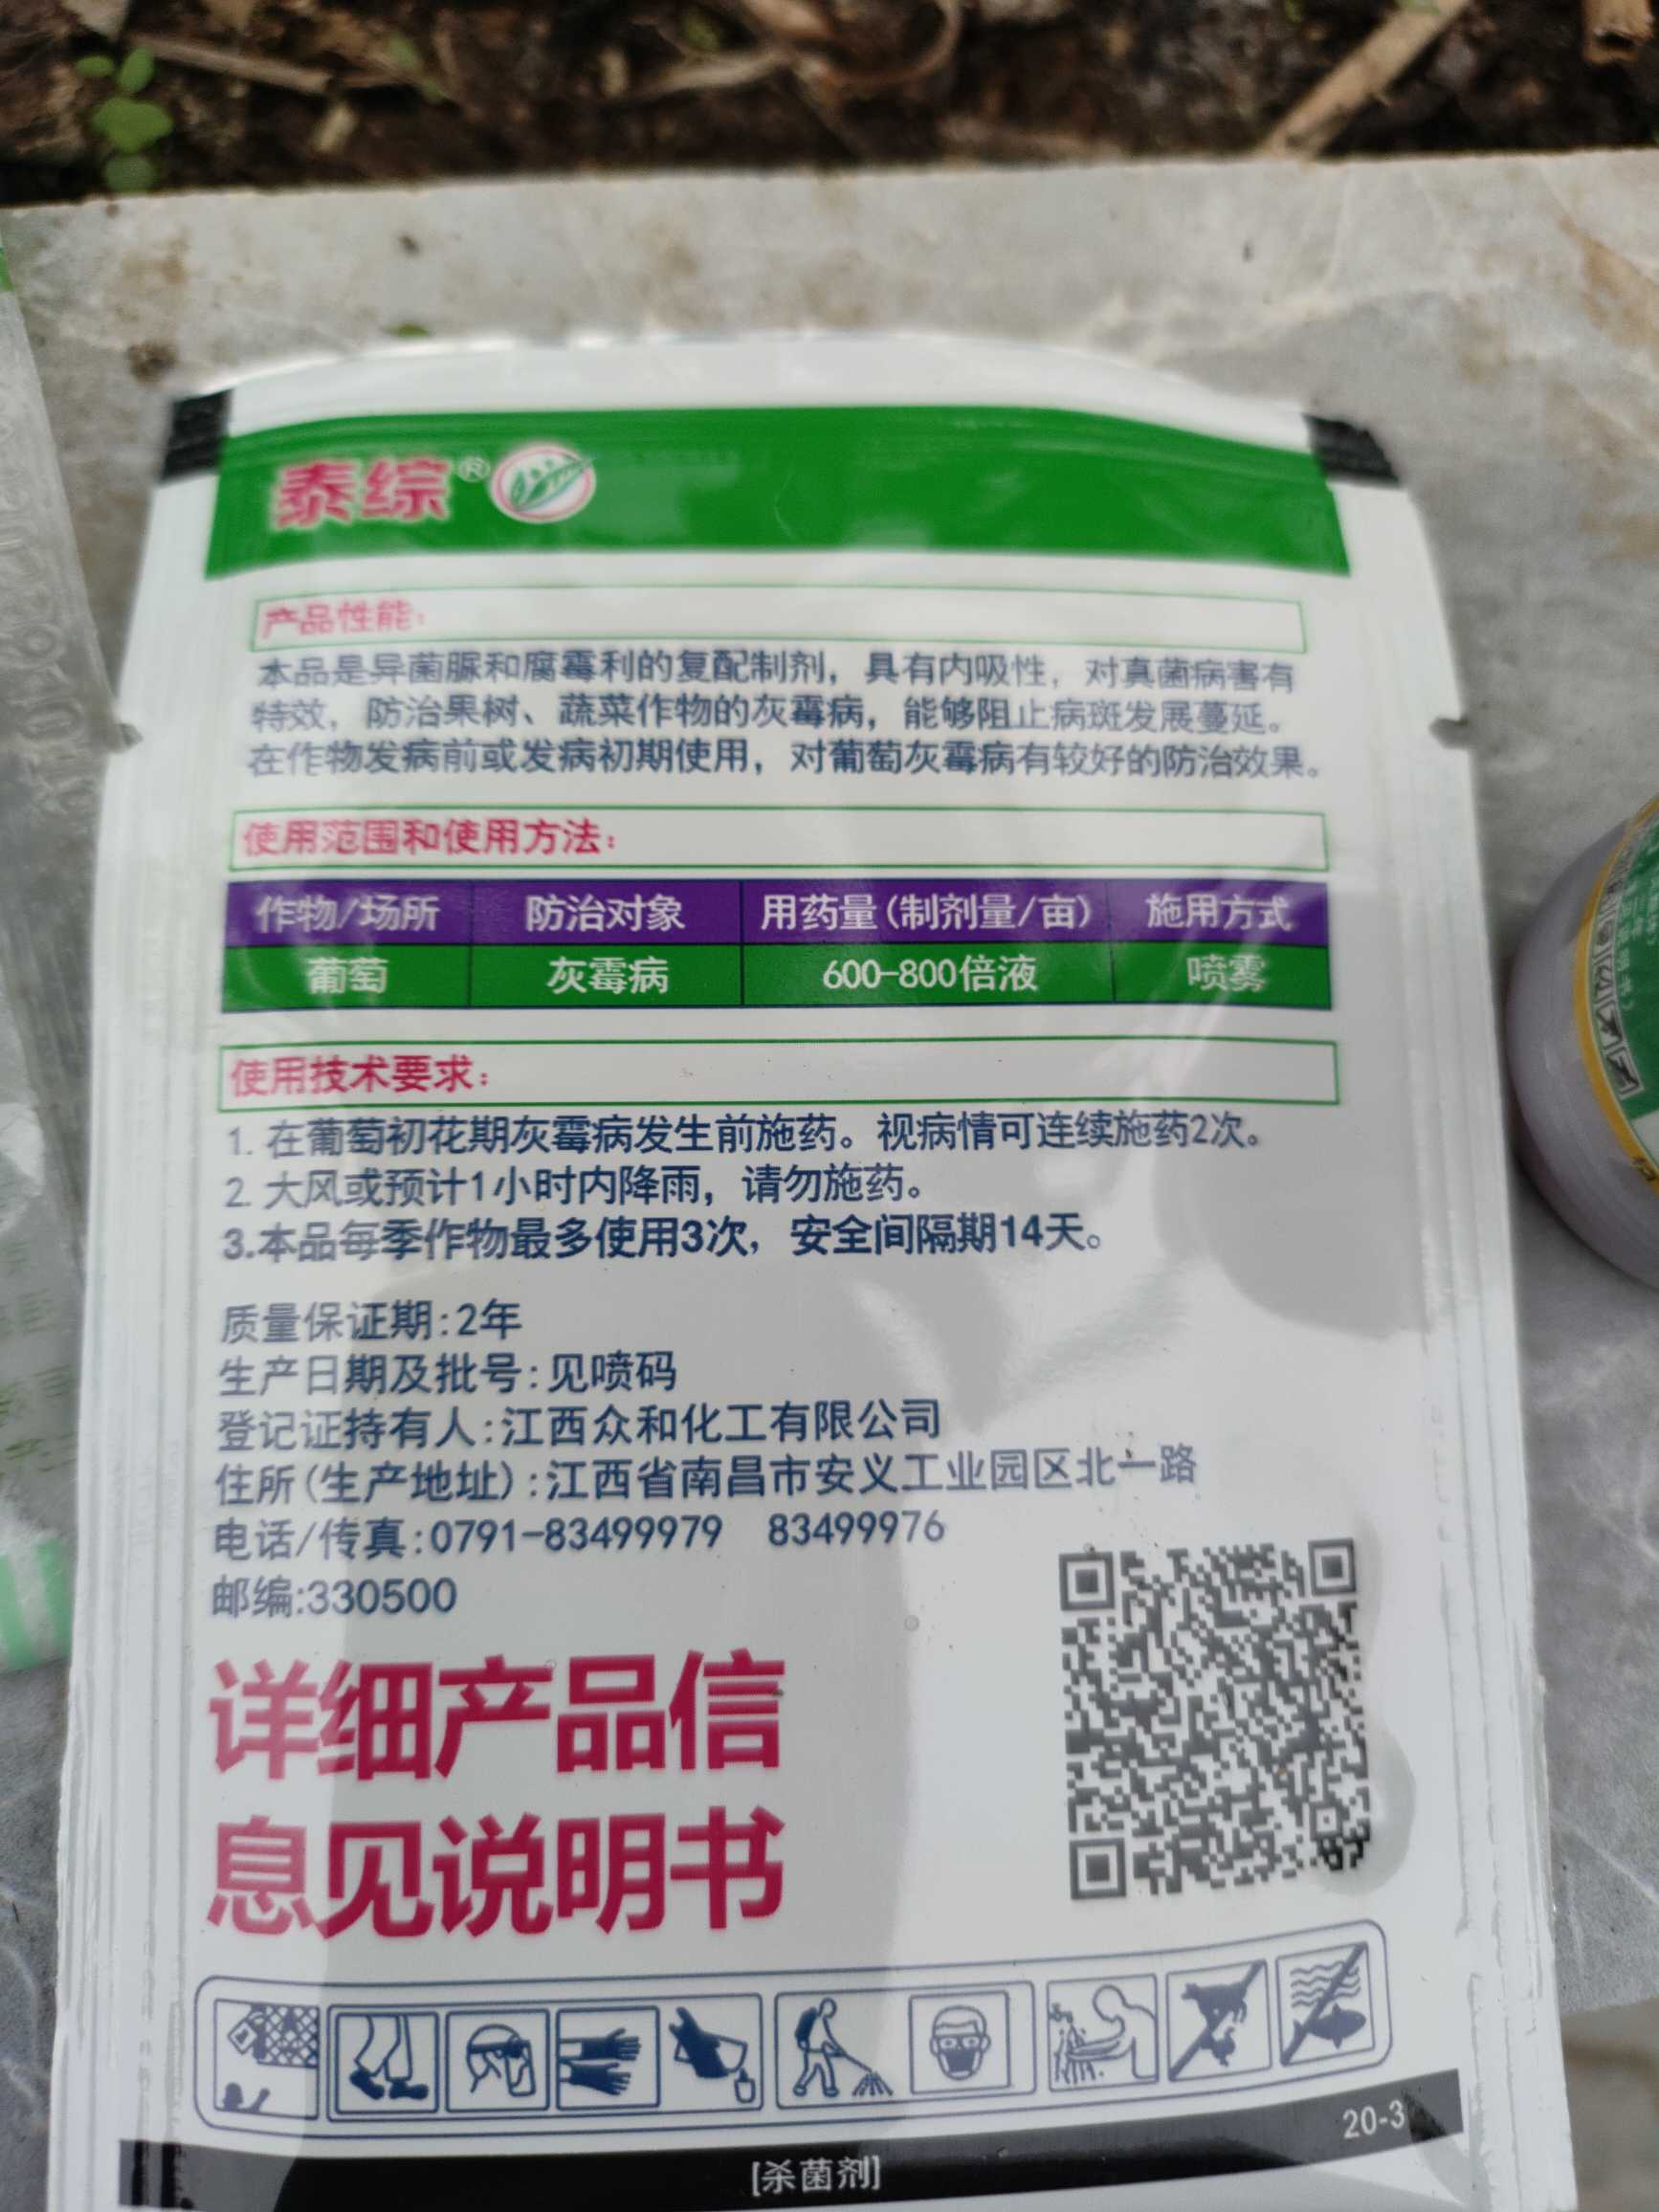 泰综®
产品性能：
本品是异菌脲和腐霉利的复配制剂，具有内吸性，对真菌病害有
特效，防治果树、蔬菜作物的灰霉病，能够阻止病斑发展蔓延。
在作物发病前或发病初期使用，对葡萄灰霉病有较好的防治效果。
使用范围和使用方法：
作物/场所 防治对象 用药量(制剂量/亩) 施用方式
葡萄 灰霉病 600-800倍液 喷雾
使用技术要求：
1. 在葡萄初花期灰霉病发生前施药。视病情可连续施药2次。
2. 大风或预计1小时内降雨，请勿施药。
3.本品每季作物最多使用3次，安全间隔期14天。
质量保证期:2年
生产日期及批号:见喷码
登记证持有人:江西众和化工有限公司
住所(生产地址):江西省南昌市安义工业园区北一路
电话/传真:0791-83499979 83499976
邮编:330500
详细产品信
息见说明书
20-3
[杀菌剂]